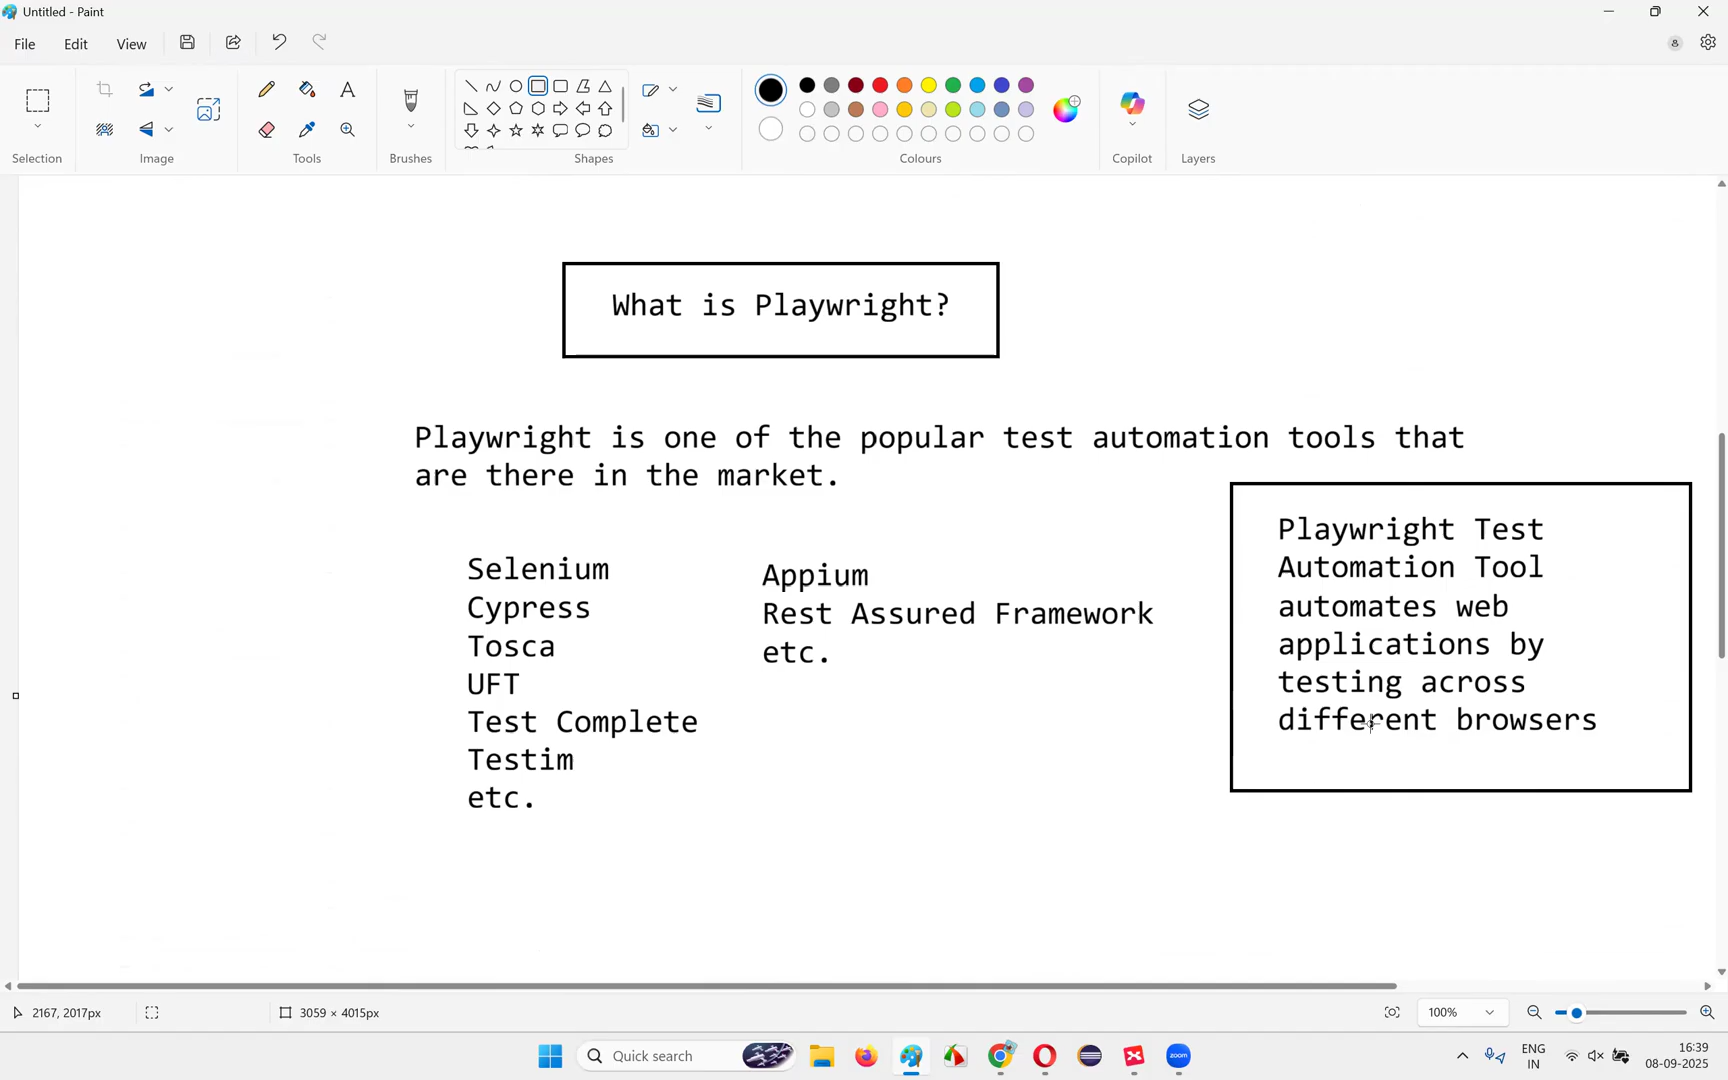 Untitled - Paint
File Edit View
Selection Image Tools Brushes Shapes Colours Copilot Layers
What is Playwright?
Playwright is one of the popular test automation tools that
are there in the market.
Selenium
Cypress
Tosca
UFT
Test Complete
Testim
etc.
Appium
Rest Assured Framework
etc.
Playwright Test
Automation Tool
automates web
applications by
testing across
different browsers
2167, 2017px 3059 × 4015px 100%
Quick search
zoom
ENG
IN
16:39
08-09-2025